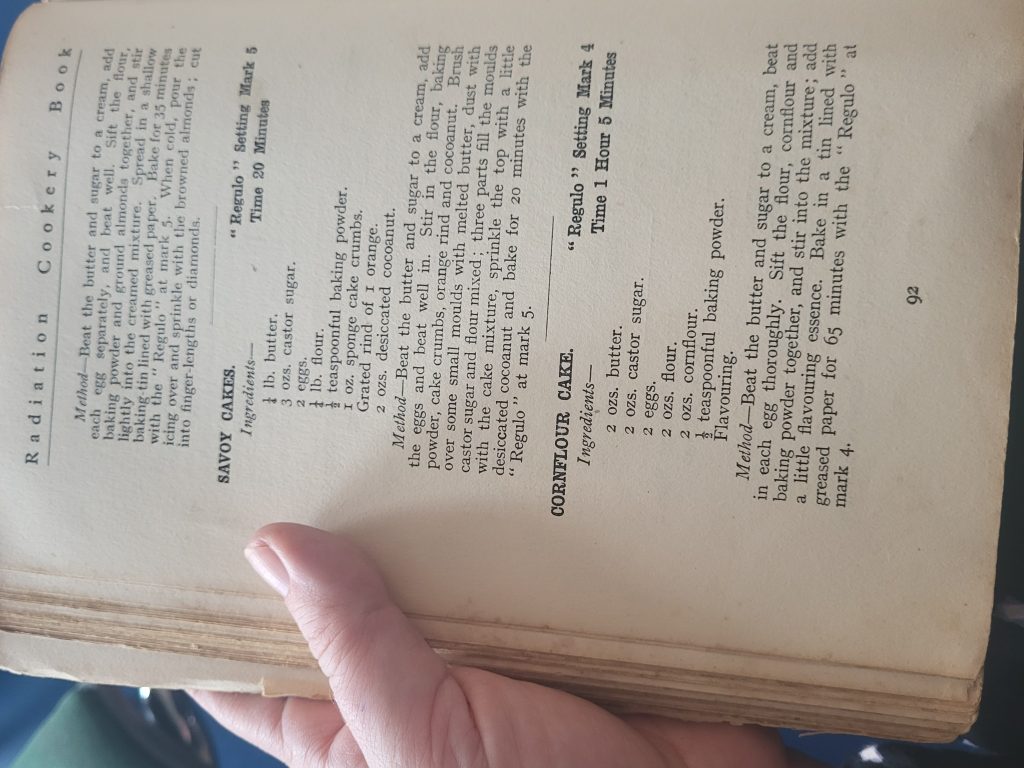 Radiation Cookery Book
Method—Beat the butter and sugar to a cream, add
each egg separately, and beat well. Sift the flour,
baking powder and ground almonds together, and stir
lightly into the creamed mixture. Spread in a shallow
baking-tin lined with greased paper. Bake for 35 minutes
with the “ Regulo ” at mark 5. When cold, pour the
icing over and sprinkle with the browned almonds ; cut
into finger-lengths or diamonds.
SAVOY CAKES. “ Regulo ” Setting Mark 5
Ingredients— Time 20 Minutes
¼ lb. butter.
3 ozs. castor sugar.
2 eggs.
¼ lb. flour.
½ teaspoonful baking powder.
1 oz. sponge cake crumbs.
Grated rind of 1 orange.
2 ozs. desiccated cocoanut.
Method—Beat the butter and sugar to a cream, add
the eggs and beat well in. Stir in the flour, baking
powder, cake crumbs, orange rind and cocoanut. Brush
over some small moulds with melted butter, dust with
castor sugar and flour mixed ; three parts fill the moulds
with the cake mixture, sprinkle the top with a little
desiccated cocoanut and bake for 20 minutes with the
“ Regulo ” at mark 5.
CORNFLOUR CAKE. “ Regulo ” Setting Mark 4
Ingredients— Time 1 Hour 5 Minutes
2 ozs. butter.
2 ozs. castor sugar.
2 eggs.
2 ozs. flour.
2 ozs. cornflour.
½ teaspoonful baking powder.
Flavouring.
Method—Beat the butter and sugar to a cream, beat
in each egg thoroughly. Sift the flour, cornflour and
baking powder together, and stir into the mixture ; add
a little flavouring essence. Bake in a tin lined with
greased paper for 65 minutes with the “ Regulo ” at
mark 4.
92